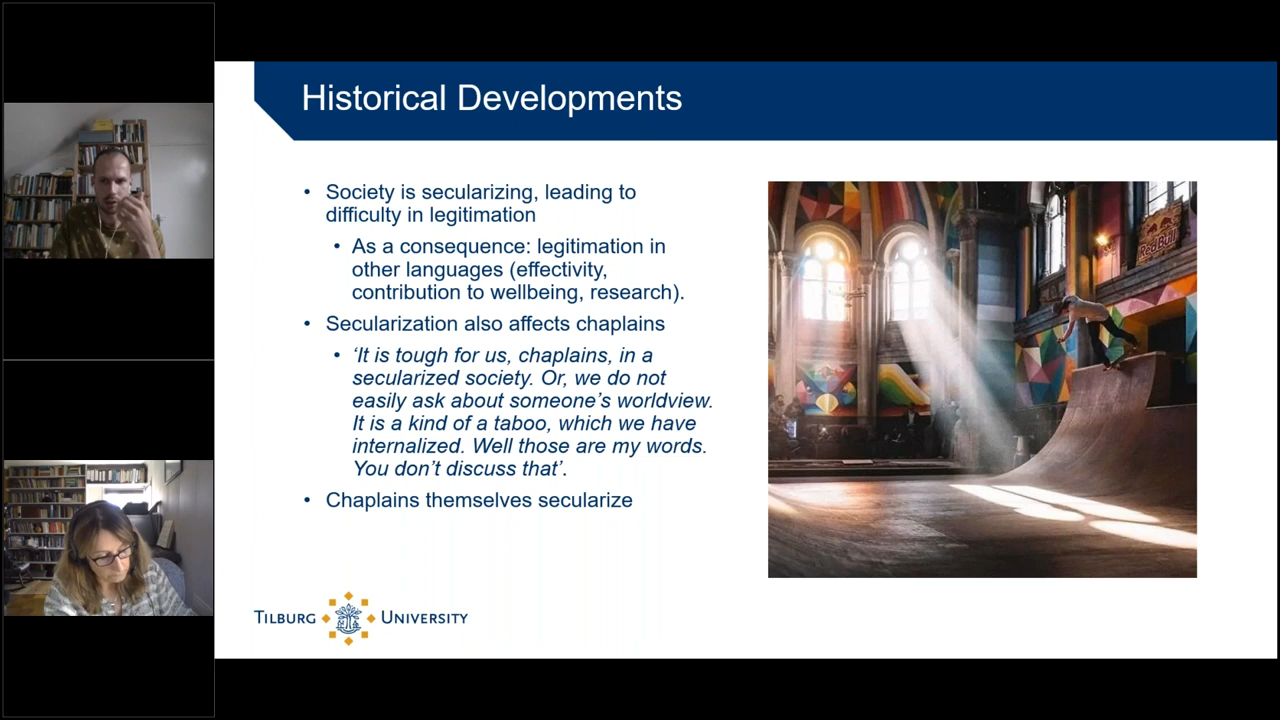 Historical Developments
• Society is secularizing, leading to
difficulty in legitimation
• As a consequence: legitimation in
other languages (effectivity,
contribution to wellbeing, research).
• Secularization also affects chaplains
• ‘It is tough for us, chaplains, in a
secularized society. Or, we do not
easily ask about someone’s worldview.
It is a kind of a taboo, which we have
internalized. Well those are my words.
You don’t discuss that’.
• Chaplains themselves secularize
RedBull
TILBURG UNIVERSITY